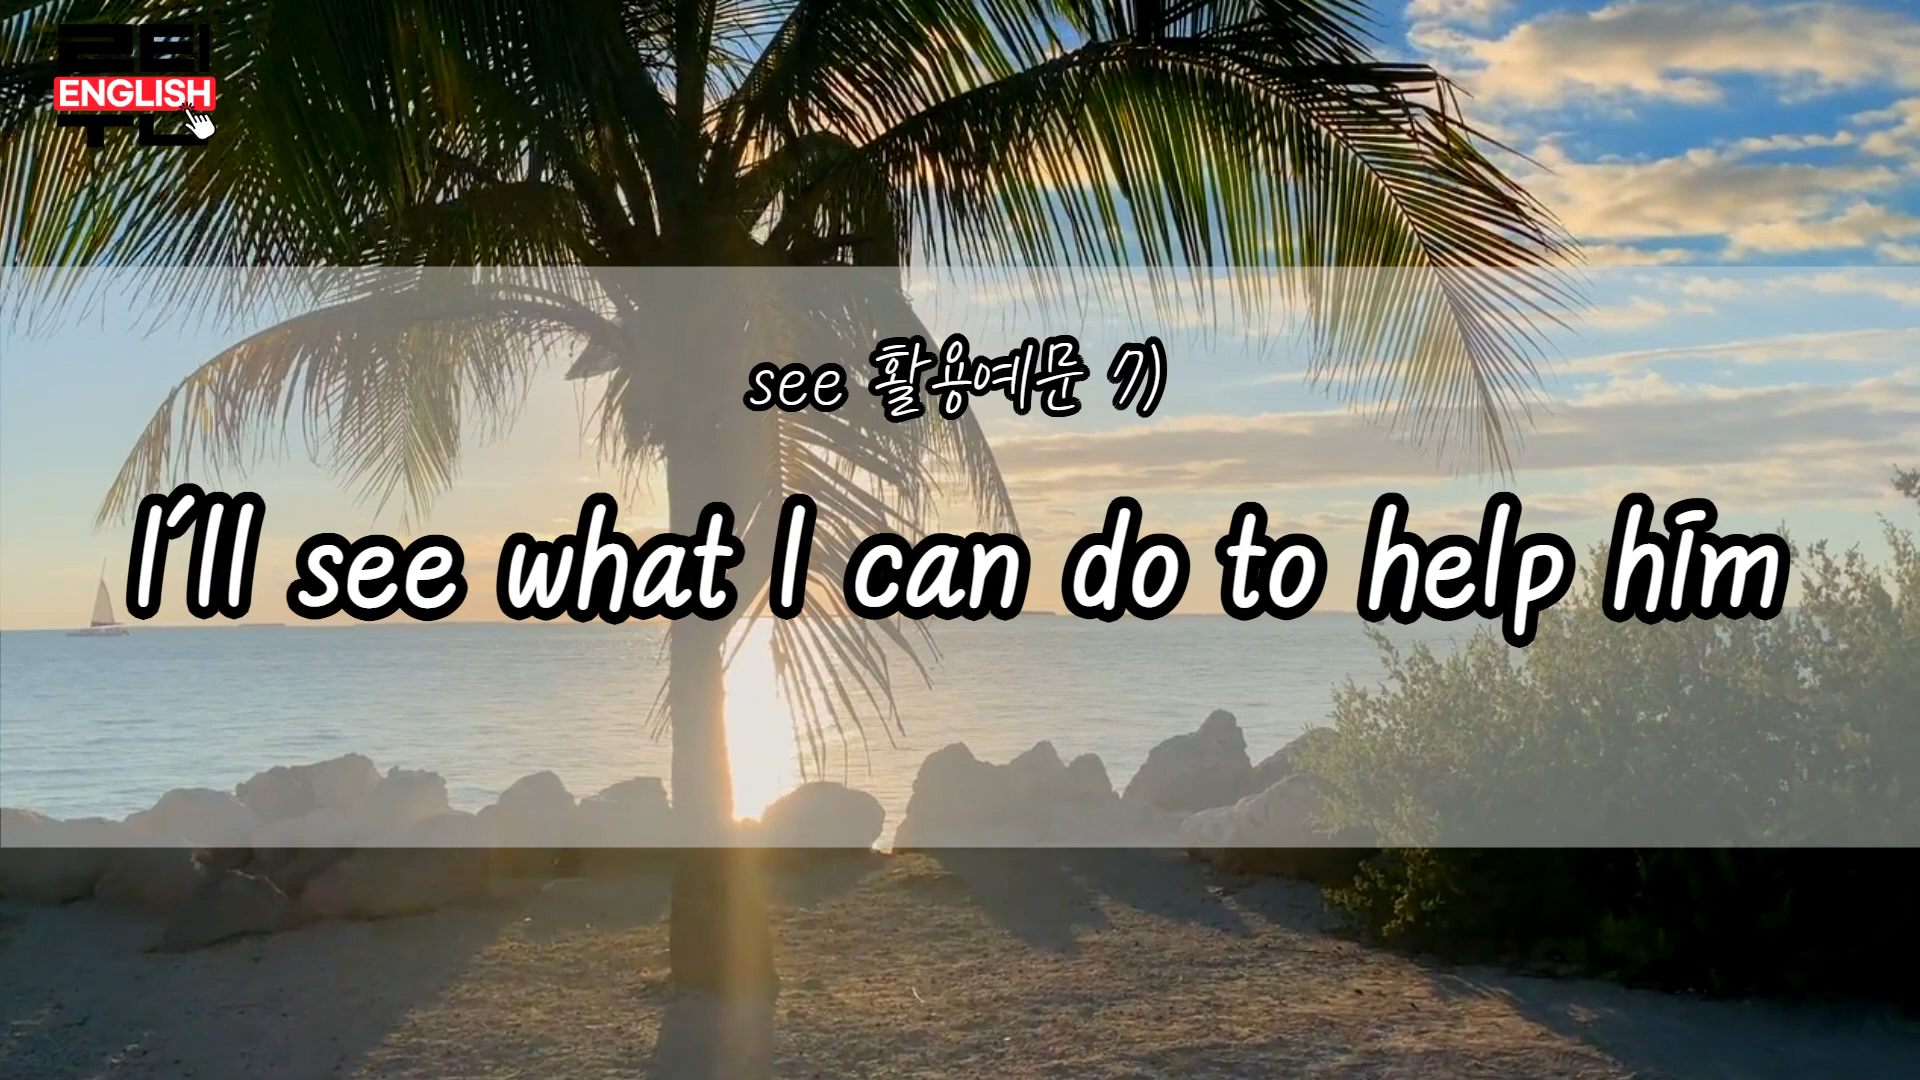 ENGLISH
see 활용예문 7)
I'll see what I can do to help him